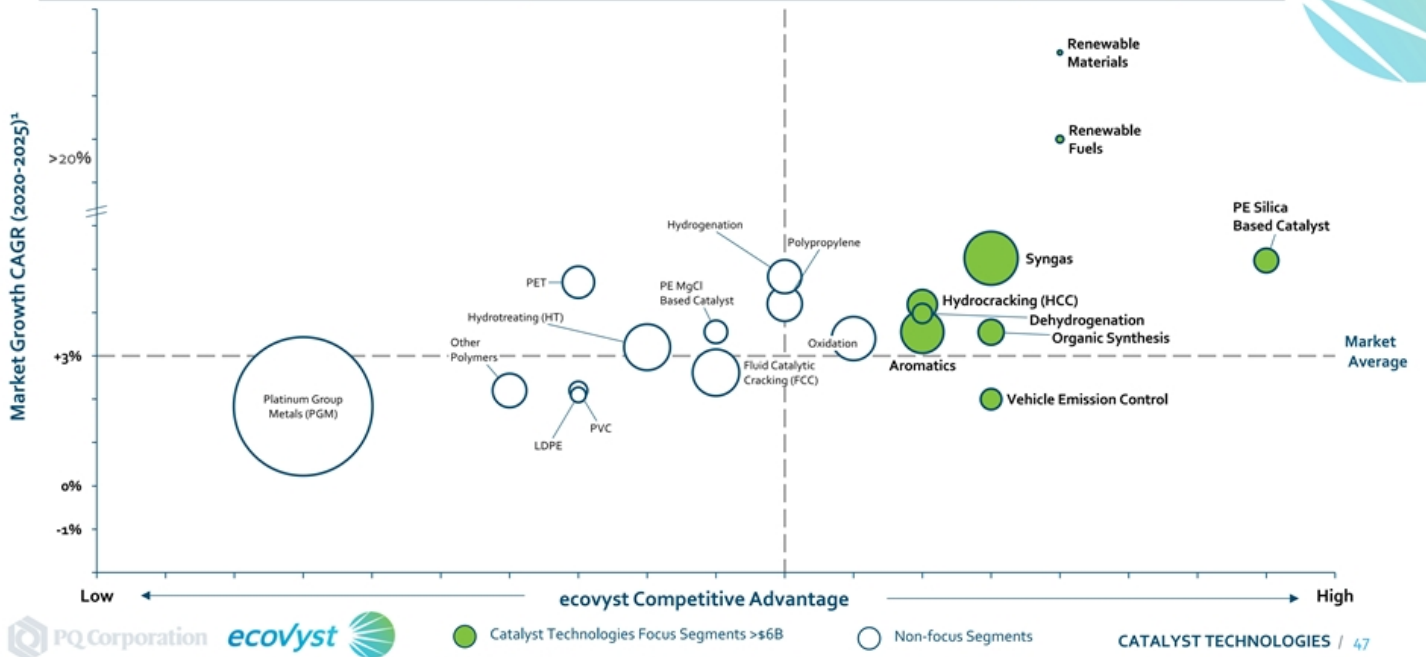 Renewable
Materials
Market Growth CAGR (2020-2025)¹
>20%
Renewable
Fuels
PE Silica
Based Catalyst
Hydrogenation
Polypropylene
Syngas
PET
PE MgCl
Based Catalyst
Hydrocracking (HCC)
Hydrotreating (HT)
Dehydrogenation
Organic Synthesis
Other
Polymers
Oxidation
+3%
Market
Average
Aromatics
Fluid Catalytic
Cracking (FCC)
Platinum Group
Metals (PGM)
Vehicle Emission Control
PVC
LDPE
0%
-1%
Low
ecovyst Competitive Advantage
High
PQ Corporation
ecovyst
Catalyst Technologies Focus Segments >$6B
Non-focus Segments
CATALYST TECHNOLOGIES / 47